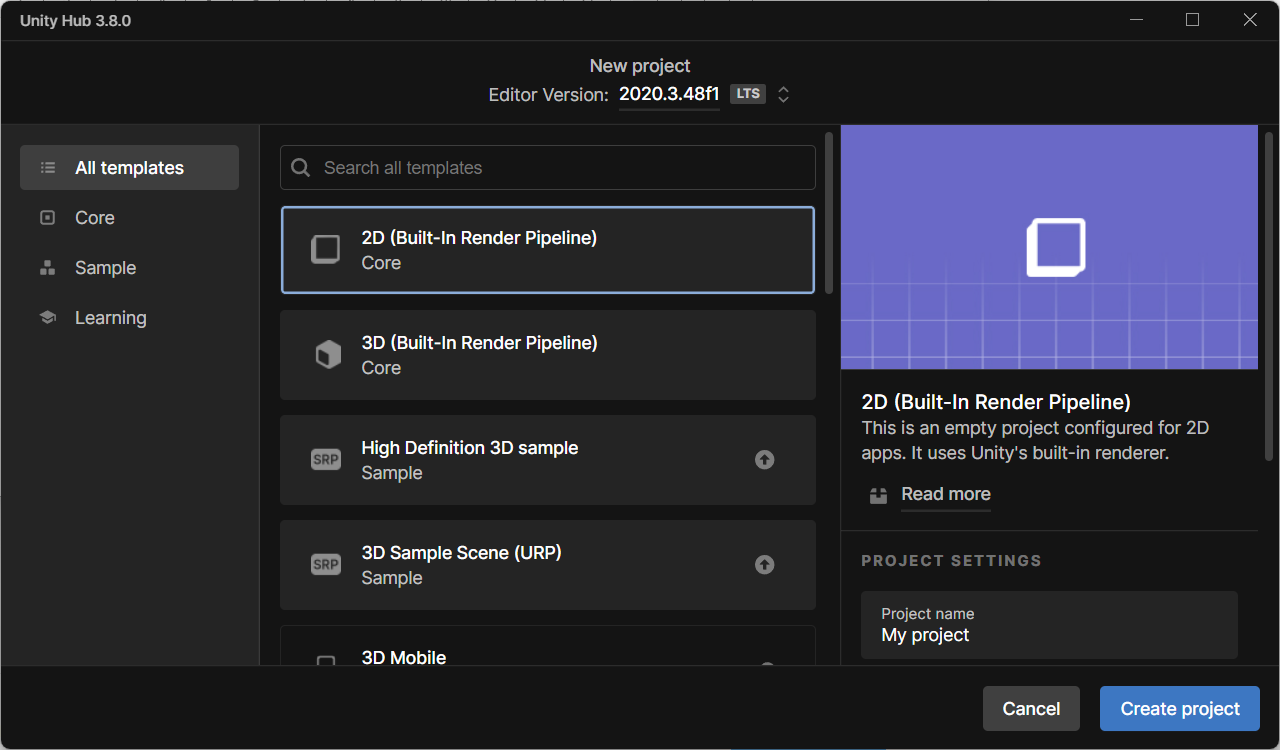 Unity Hub 3.8.0
New project
Editor Version: 2020.3.48f1 LTS
All templates
Core
Sample
Learning
Search all templates
2D (Built-In Render Pipeline)
Core
3D (Built-In Render Pipeline)
Core
SRP
High Definition 3D sample
Sample
SRP
3D Sample Scene (URP)
Sample
3D Mobile
2D (Built-In Render Pipeline)
This is an empty project configured for 2D
apps. It uses Unity's built-in renderer.
Read more
PROJECT SETTINGS
Project name
My project
Cancel
Create project